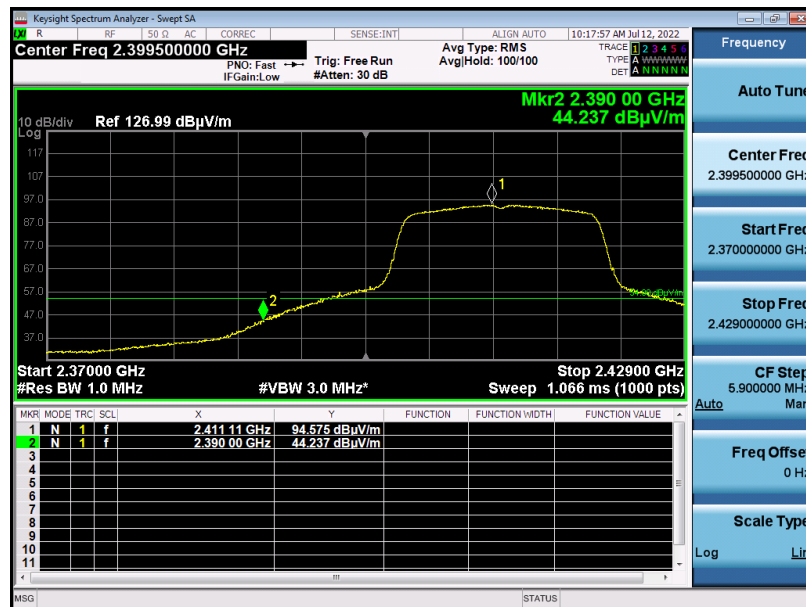 Keysight Spectrum Analyzer - Swept SA
LXI R RF 50 Ω AC CORREC SENSE:INT ALIGN AUTO 10:17:57 AM Jul 12, 2022
Center Freq 2.399500000 GHz
PNO: Fast
IFGain:Low
Trig: Free Run
#Atten: 30 dB
Avg Type: RMS
Avg|Hold: 100/100
TRACE 1 2 3 4 5 6
TYPE A WWWWW
DET A N N N N N
Mkr2 2.390 00 GHz
44.237 dBµV/m
10 dB/div Ref 126.99 dBµV/m
Log
117
107
97.0
87.0
77.0
67.0
57.0
47.0
37.0
1
2
Start 2.37000 GHz Stop 2.42900 GHz
#Res BW 1.0 MHz #VBW 3.0 MHz* Sweep 1.066 ms (1000 pts)
MKR MODE TRC SCL X Y FUNCTION FUNCTION WIDTH FUNCTION VALUE
1 N 1 f 2.411 11 GHz 94.575 dBµV/m
2 N 1 f 2.390 00 GHz 44.237 dBµV/m
3
4
5
6
7
8
9
10
11
MSG STATUS
Frequency
Auto Tune
Center Freq
2.399500000 GHz
Start Freq
2.370000000 GHz
Stop Freq
2.429000000 GHz
CF Step
5.900000 MHz
Auto Man
Freq Offset
0 Hz
Scale Type
Log Lin